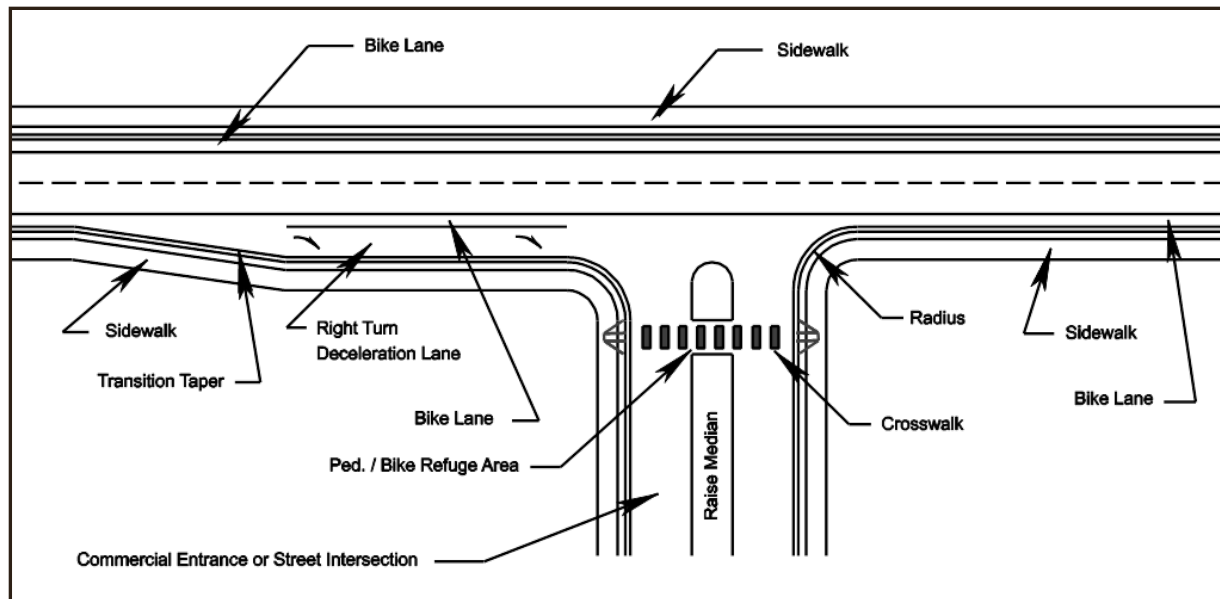 Bike Lane
Sidewalk
Sidewalk
Right Turn
Deceleration Lane
Radius
Sidewalk
Transition Taper
Bike Lane
Bike Lane
Crosswalk
Ped. / Bike Refuge Area
Raise Median
Commercial Entrance or Street Intersection